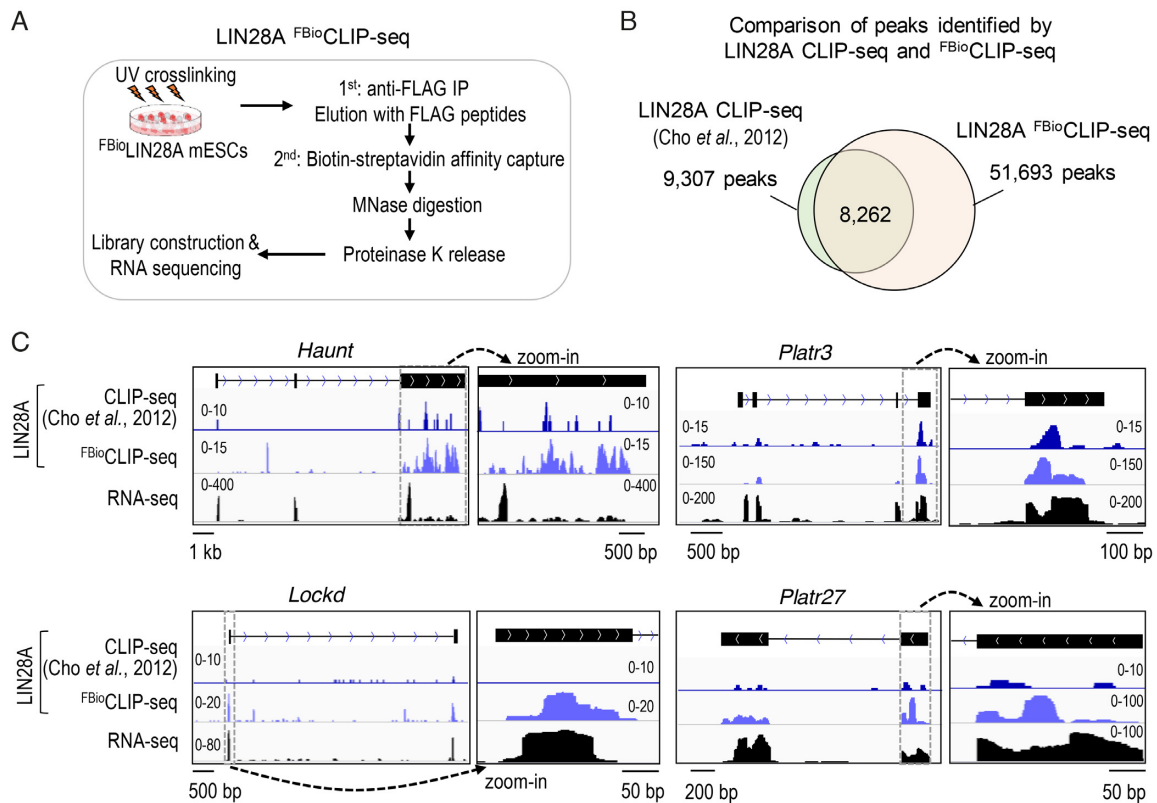 A
LIN28A FBioCLIP-seq
UV crosslinking
FBioLIN28A mESCs
1st: anti-FLAG IP
Elution with FLAG peptides
2nd: Biotin-streptavidin affinity capture
MNase digestion
Proteinase K release
Library construction &
RNA sequencing
B
Comparison of peaks identified by
LIN28A CLIP-seq and FBioCLIP-seq
LIN28A CLIP-seq
(Cho et al., 2012)
9,307 peaks
8,262
LIN28A FBioCLIP-seq
51,693 peaks
C
Haunt
zoom-in
LIN28A
CLIP-seq
(Cho et al., 2012)
FBioCLIP-seq
RNA-seq
0-10
0-15
0-400
0-10
0-15
0-400
1 kb
500 bp
Platr3
zoom-in
0-15
0-150
0-200
0-15
0-150
0-200
500 bp
100 bp
Lockd
LIN28A
CLIP-seq
(Cho et al., 2012)
FBioCLIP-seq
RNA-seq
0-10
0-20
0-80
0-10
0-20
zoom-in
500 bp
50 bp
Platr27
zoom-in
0-10
0-100
0-100
200 bp
50 bp